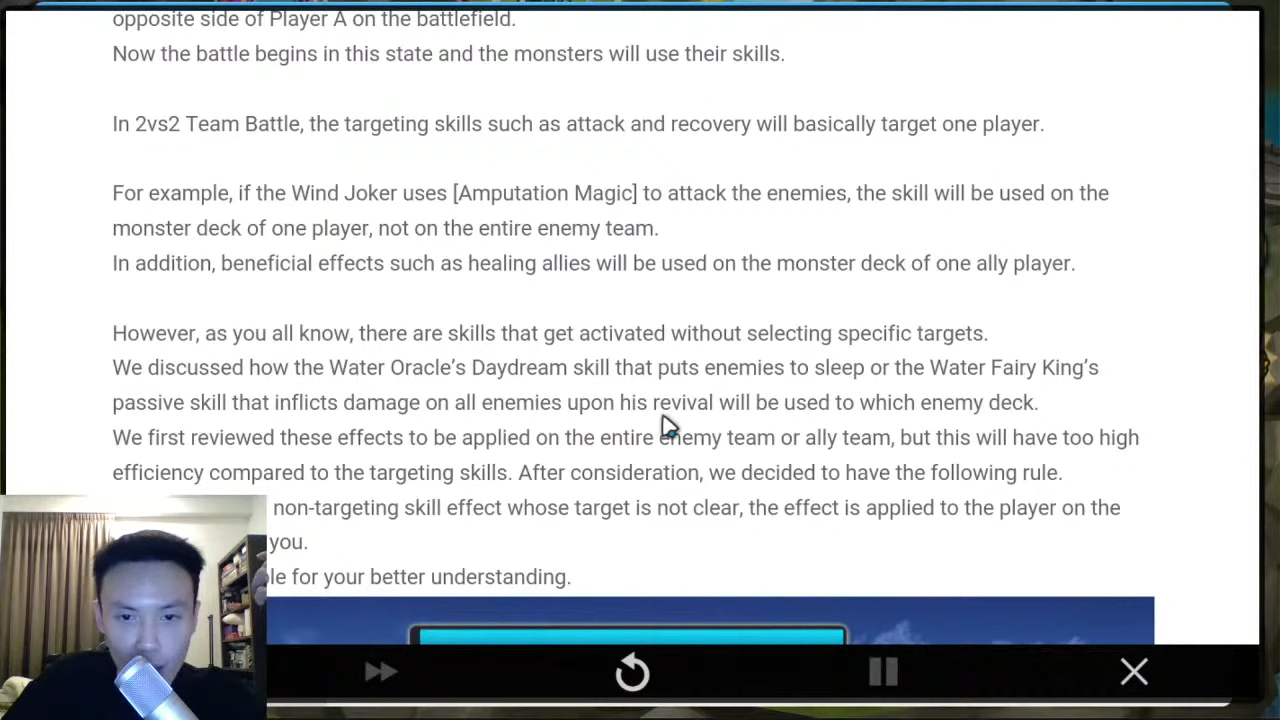 opposite side of Player A on the battlefield.
Now the battle begins in this state and the monsters will use their skills.
In 2vs2 Team Battle, the targeting skills such as attack and recovery will basically target one player.
For example, if the Wind Joker uses [Amputation Magic] to attack the enemies, the skill will be used on the
monster deck of one player, not on the entire enemy team.
In addition, beneficial effects such as healing allies will be used on the monster deck of one ally player.
However, as you all know, there are skills that get activated without selecting specific targets.
We discussed how the Water Oracle's Daydream skill that puts enemies to sleep or the Water Fairy King's
passive skill that inflicts damage on all enemies upon his revival will be used to which enemy deck.
We first reviewed these effects to be applied on the entire enemy team or ally team, but this will have too high
efficiency compared to the targeting skills. After consideration, we decided to have the following rule.
non-targeting skill effect whose target is not clear, the effect is applied to the player on the
you.
for your better understanding.